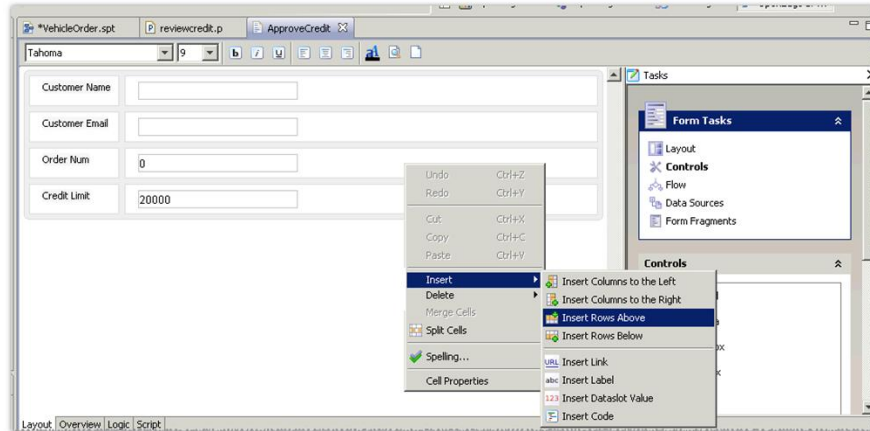 *VehicleOrder.spt
reviewcredit.p
ApproveCredit
Tahoma
9
b i u
a
Tasks
Customer Name
Customer Email
Order Num
0
Credit Limit
20000
Form Tasks
Layout
Controls
Flow
Data Sources
Form Fragments
Controls
Undo Ctrl+Z
Redo Ctrl+Y
Cut Ctrl+X
Copy Ctrl+C
Paste Ctrl+V
Insert
Delete
Merge Cells
Split Cells
Spelling...
Cell Properties
Insert Columns to the Left
Insert Columns to the Right
Insert Rows Above
Insert Rows Below
URL Insert Link
abc Insert Label
123 Insert Dataslot Value
Insert Code
Layout Overview Logic Script